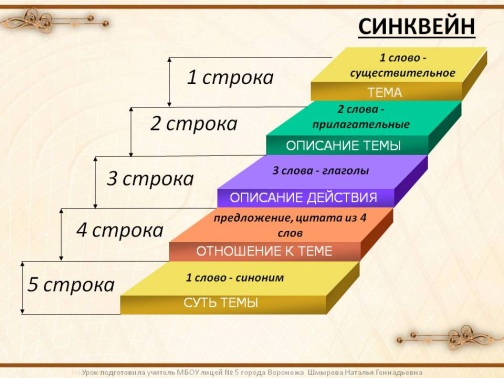 СИНКВЕЙН
1 строка
1 слово -
существительное
ТЕМА
2 строка
2 слова -
прилагательные
ОПИСАНИЕ ТЕМЫ
3 строка
3 слова - глаголы
ОПИСАНИЕ ДЕЙСТВИЯ
4 строка
предложение, цитата из 4
слов
ОТНОШЕНИЕ К ТЕМЕ
5 строка
1 слово - синоним
СУТЬ ТЕМЫ
Урок подготовила учитель МБОУ лицей № 5 города Воронежа Шмырева Наталья Геннадьевна